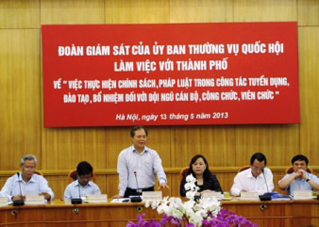 ĐOÀN GIÁM SÁT CỦA ỦY BAN THƯỜNG VỤ QUỐC HỘI
LÀM VIỆC VỚI THÀNH PHỐ
VỀ " VIỆC THỰC HIỆN CHÍNH SÁCH, PHÁP LUẬT TRONG CÔNG TÁC TUYỂN DỤNG,
ĐÀO TẠO, BỔ NHIỆM ĐỐI VỚI ĐỘI NGŨ CÁN BỘ, CÔNG CHỨC, VIÊN CHỨC "
Hà Nội, ngày 13 tháng 5 năm 2013